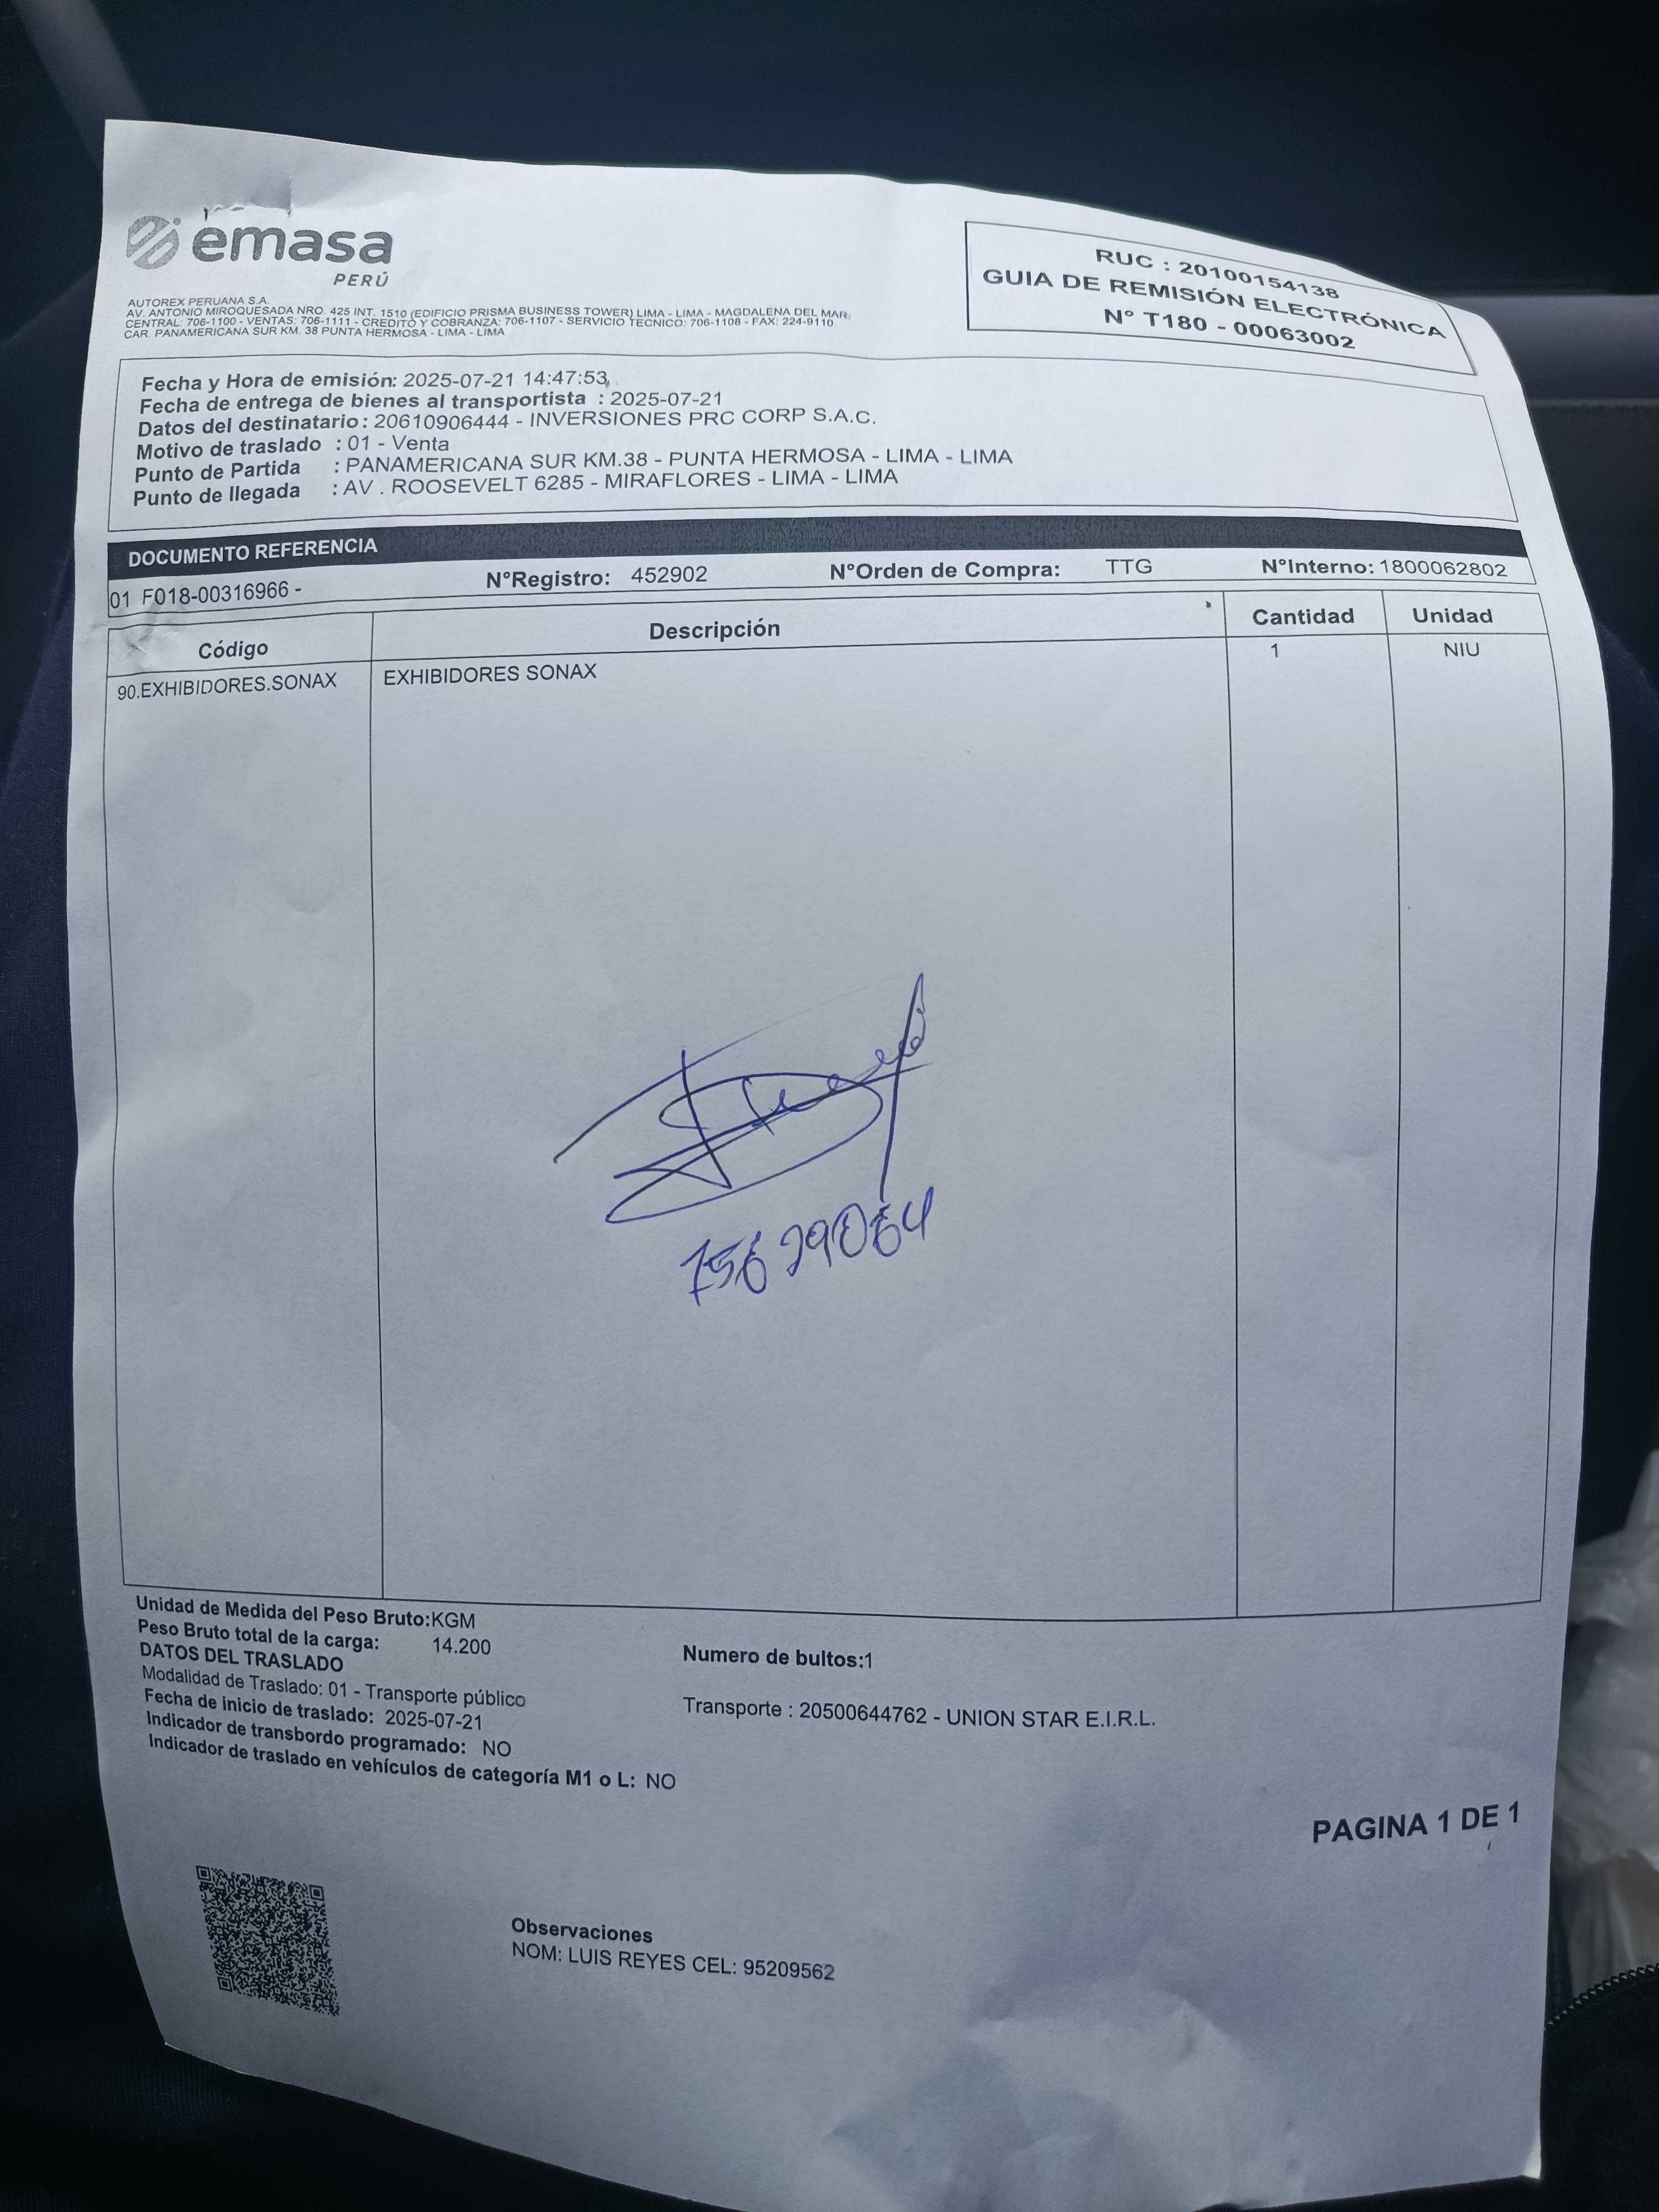 emasa
PERÚ
AUTOREX PERUANA S.A.
AV. ANTONIO MIROQUESADA NRO. 425 INT. 1510 (EDIFICIO PRISMA BUSINESS TOWER) LIMA - LIMA - MAGDALENA DEL MAR;
CENTRAL: 706-1100 - VENTAS: 706-1111 - CREDITO Y COBRANZA: 706-1107 - SERVICIO TECNICO: 706-1108 - FAX: 224-9110
CAR. PANAMERICANA SUR KM. 38 PUNTA HERMOSA - LIMA - LIMA
RUC : 20100154138
GUIA DE REMISIÓN ELECTRÓNICA
N° T180 - 00063002
Fecha y Hora de emisión: 2025-07-21 14:47:53
Fecha de entrega de bienes al transportista : 2025-07-21
Datos del destinatario : 20610906444 - INVERSIONES PRC CORP S.A.C.
Motivo de traslado : 01 - Venta
Punto de Partida : PANAMERICANA SUR KM.38 - PUNTA HERMOSA - LIMA - LIMA
Punto de llegada : AV . ROOSEVELT 6285 - MIRAFLORES - LIMA - LIMA
DOCUMENTO REFERENCIA
01 F018-00316966 - N°Registro: 452902 N°Orden de Compra: TTG N°Interno: 1800062802
Código Descripción Cantidad Unidad
90.EXHIBIDORES.SONAX EXHIBIDORES SONAX 1 NIU
75629064
Unidad de Medida del Peso Bruto:KGM
Peso Bruto total de la carga: 14.200
Numero de bultos:1
DATOS DEL TRASLADO
Modalidad de Traslado: 01 - Transporte público
Fecha de inicio de traslado: 2025-07-21
Transporte : 20500644762 - UNION STAR E.I.R.L.
Indicador de transbordo programado: NO
Indicador de traslado en vehículos de categoría M1 o L: NO
PAGINA 1 DE 1
Observaciones
NOM: LUIS REYES CEL: 95209562